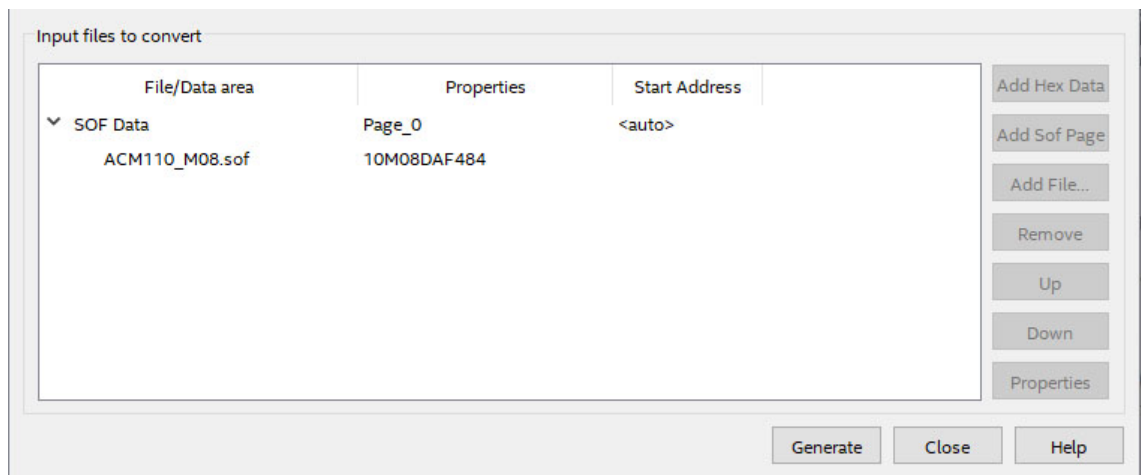 Input files to convert
File/Data area Properties Start Address
SOF Data Page_0 <auto>
ACM110_M08.sof 10M08DAF484
Add Hex Data
Add Sof Page
Add File...
Remove
Up
Down
Properties
Generate Close Help